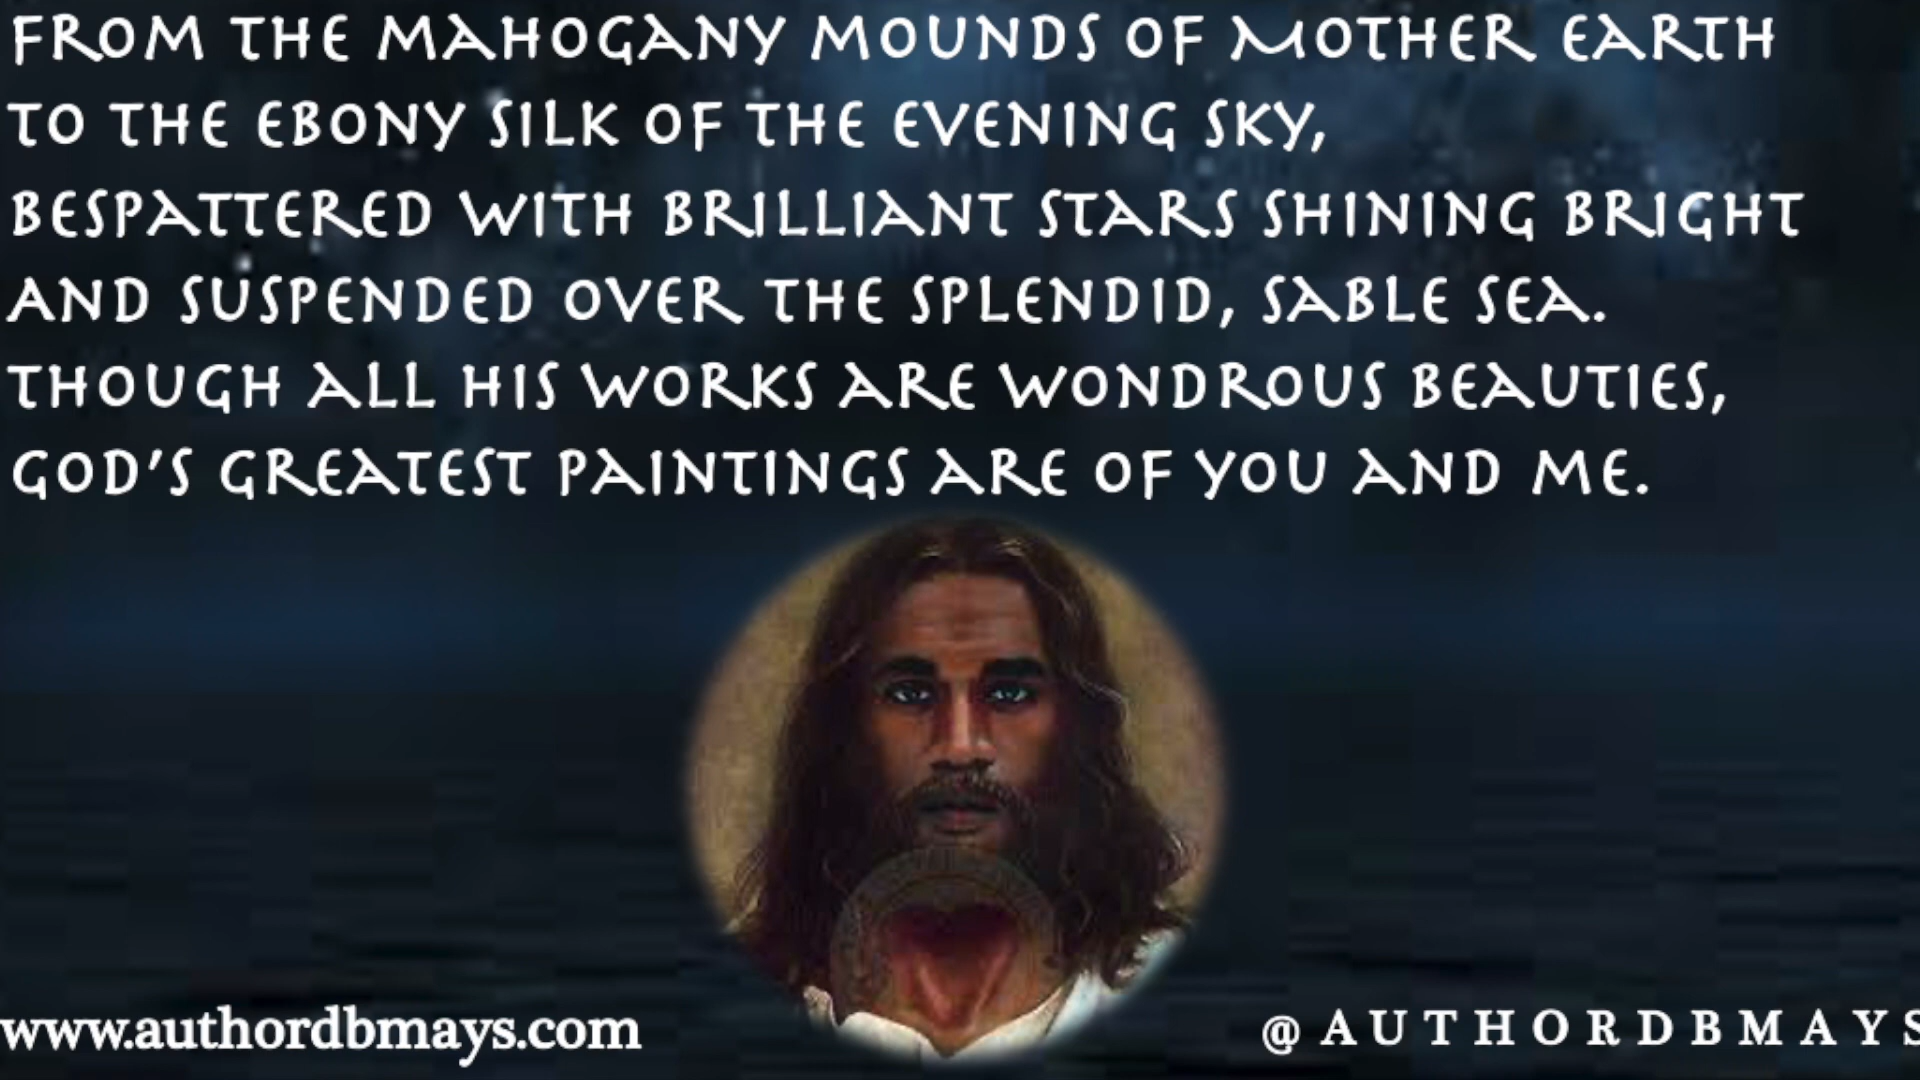 FROM THE MAHOGANY MOUNDS OF MOTHER EARTH
TO THE EBONY SILK OF THE EVENING SKY,
BESPATTERED WITH BRILLIANT STARS SHINING BRIGHT
AND SUSPENDED OVER THE SPLENDID, SABLE SEA.
THOUGH ALL HIS WORKS ARE WONDROUS BEAUTIES,
GOD'S GREATEST PAINTINGS ARE OF YOU AND ME.
www.authordbmays.com
@AUTHORDBMAYS